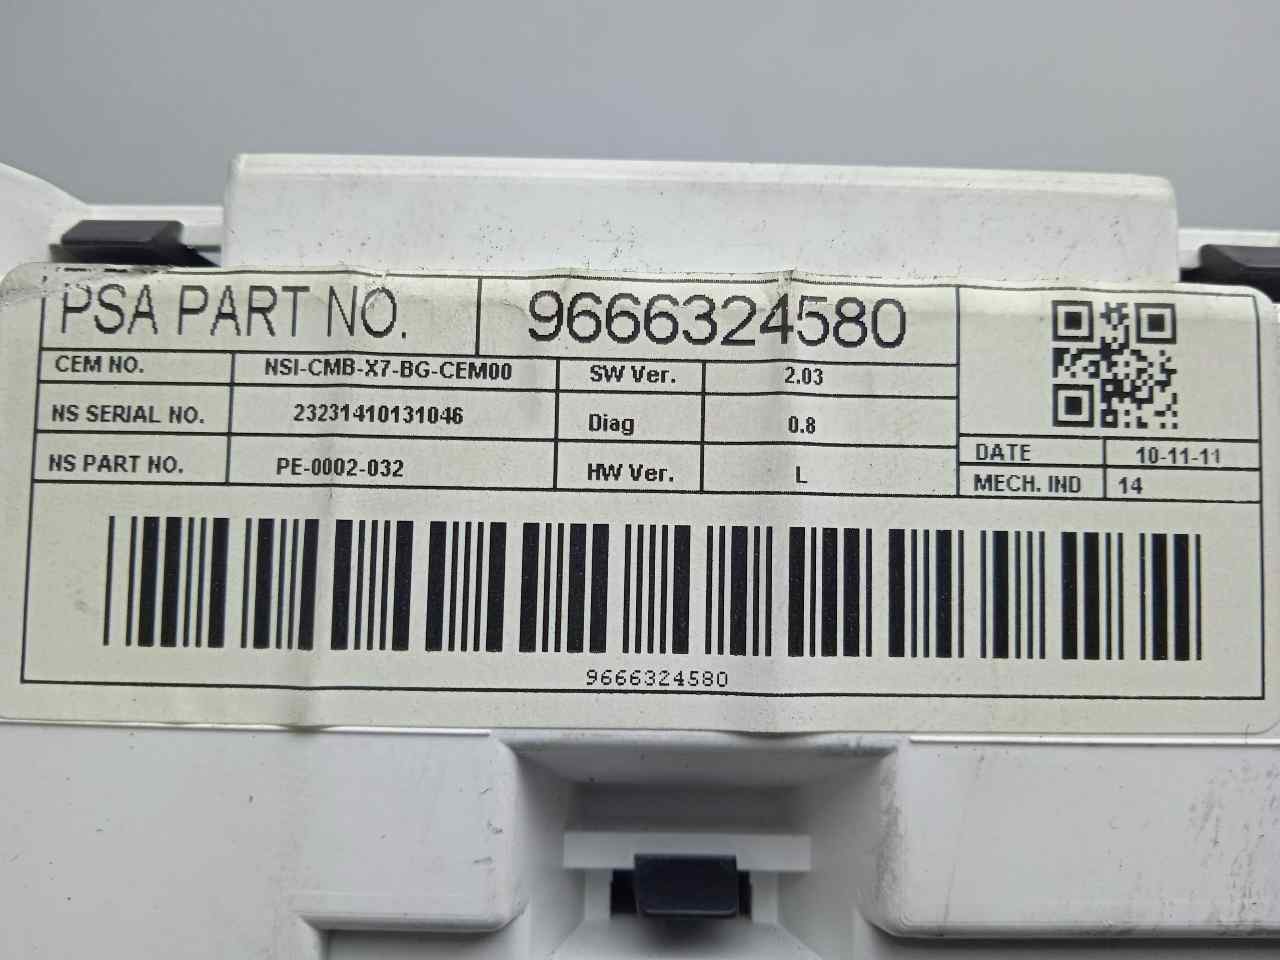 PSA PART NO. 9666324580
CEM NO. NSI-CMB-X7-BG-CEM00 SW Ver. 2.03
NS SERIAL NO. 23231410131046 Diag 0.8
NS PART NO. PE-0002-032 HW Ver. L
DATE 10-11-11
MECH. IND 14
9666324580